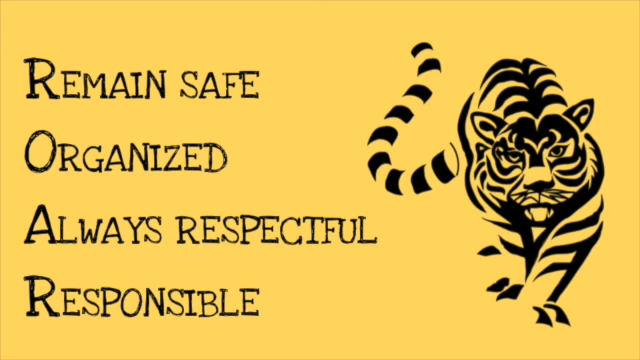 Remain safe
Organized
Always respectful
Responsible